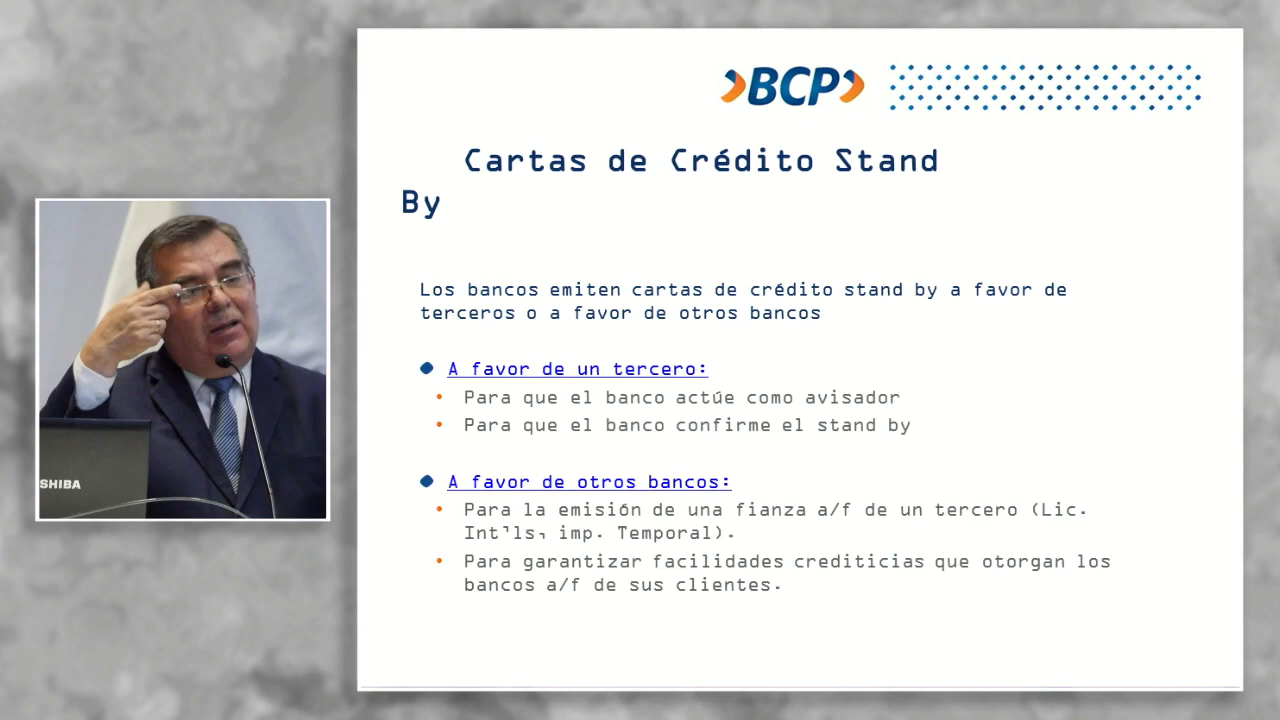 BCP
Cartas de Crédito Stand
By
Los bancos emiten cartas de crédito stand by a favor de
terceros o a favor de otros bancos
A favor de un tercero:
Para que el banco actúe como avisador
Para que el banco confirme el stand by
A favor de otros bancos:
Para la emisión de una fianza a/f de un tercero (Lic.
Int'ls, imp. Temporal).
Para garantizar facilidades crediticias que otorgan los
bancos a/f de sus clientes.
SHIBA